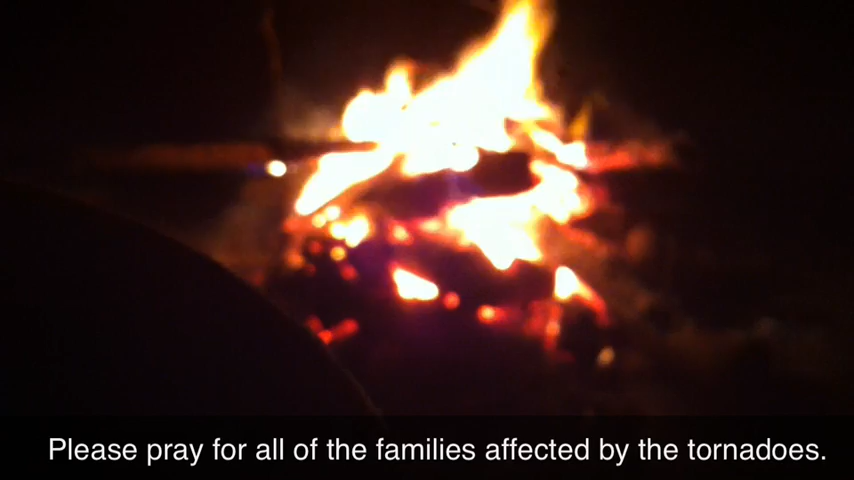 Please pray for all of the families affected by the tornadoes.